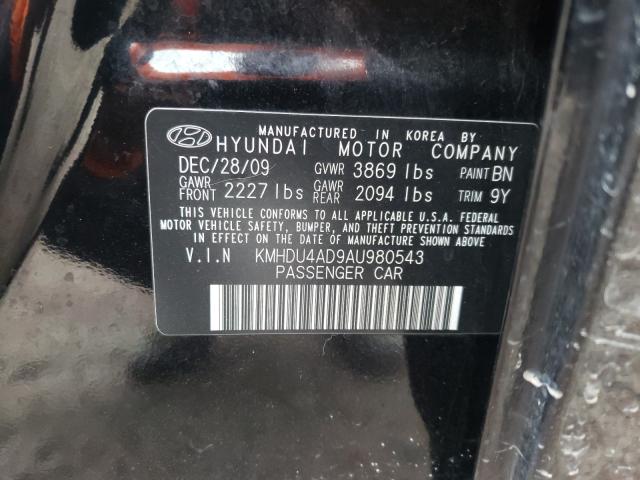 MANUFACTURED IN KOREA BY
HYUNDAI MOTOR COMPANY
DEC/28/09 GVWR 3869 lbs PAINT BN
GAWR FRONT 2227 lbs GAWR REAR 2094 lbs TRIM 9Y
THIS VEHICLE CONFORMS TO ALL APPLICABLE U.S.A. FEDERAL
MOTOR VEHICLE SAFETY, BUMPER, AND THEFT PREVENTION STANDARDS
IN EFFECT ON THE DATE OF MANUFACTURE SHOWN ABOVE.
V.I.N KMHDU4AD9AU980543
PASSENGER CAR